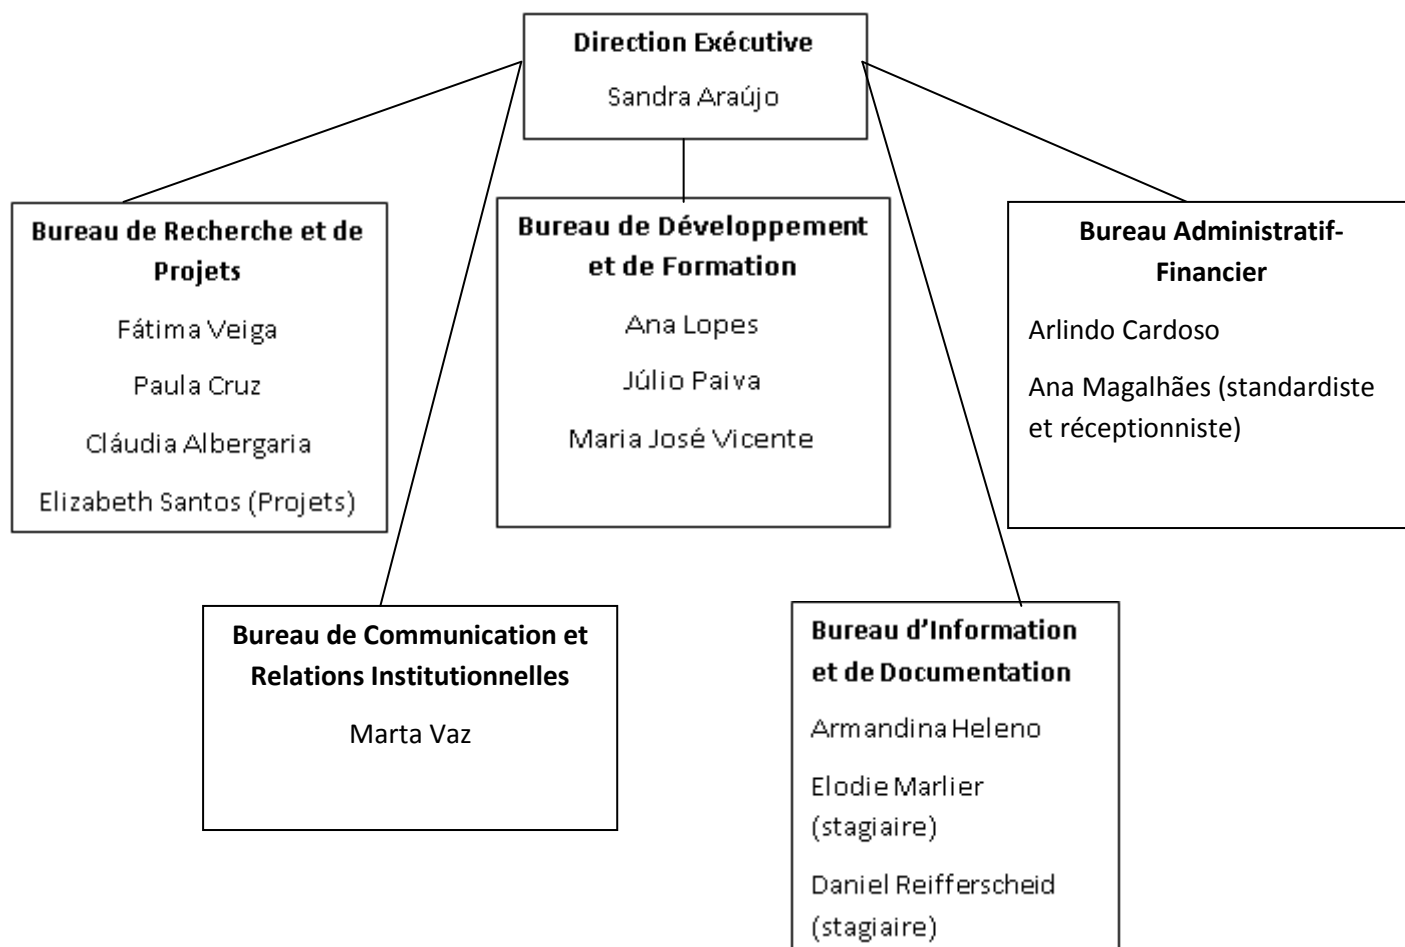 Direction Exécutive
Sandra Araújo
Bureau de Recherche et de
Projets
Fátima Veiga
Paula Cruz
Cláudia Albergaria
Elizabeth Santos (Projets)
Bureau de Développement
et de Formation
Ana Lopes
Júlio Paiva
Maria José Vicente
Bureau Administratif-
Financier
Arlindo Cardoso
Ana Magalhães (standardiste
et réceptionniste)
Bureau de Communication et
Relations Institutionnelles
Marta Vaz
Bureau d’Information
et de Documentation
Armandina Heleno
Elodie Marlier
(stagiaire)
Daniel Reifferscheid
(stagiaire)